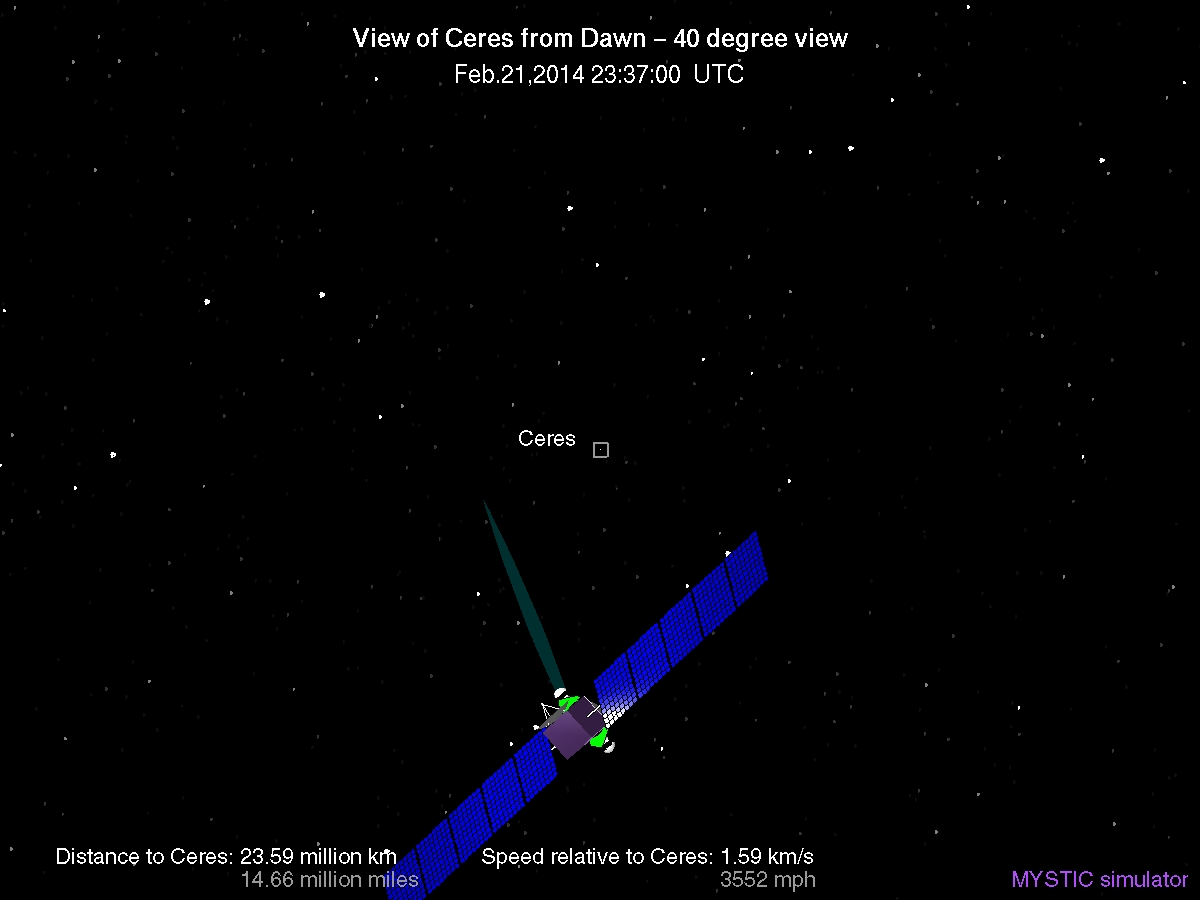 View of Ceres from Dawn – 40 degree view
Feb.21,2014 23:37:00 UTC
Ceres
Distance to Ceres: 23.59 million km
14.66 million miles
Speed relative to Ceres: 1.59 km/s
3552 mph
MYSTIC simulator